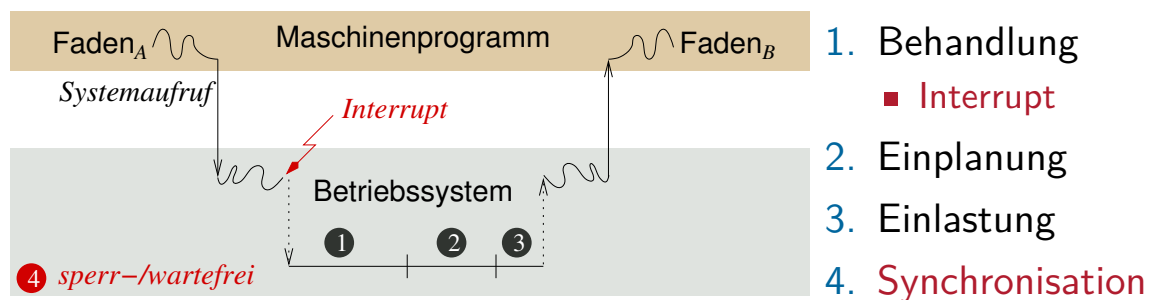 Faden_A Maschinenprogramm Faden_B
Systemaufruf
Interrupt
Betriebssystem
1 2 3
4 sperr−/wartefrei
1. Behandlung
■ Interrupt
2. Einplanung
3. Einlastung
4. Synchronisation